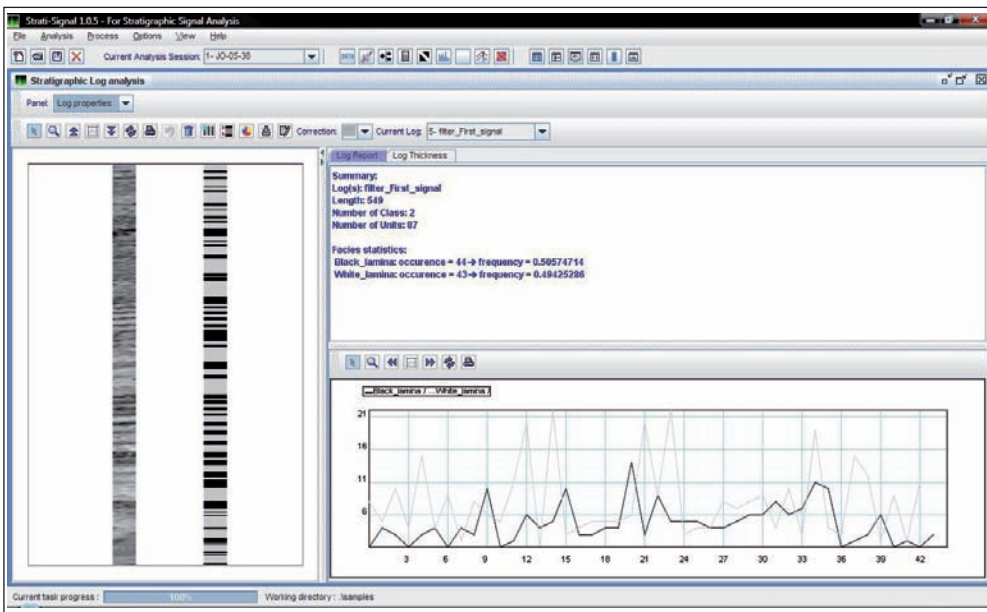 Strati-Signal 1.0.5 - For Stratigraphic Signal Analysis
File Analysis Process Options View Help
Current Analysis Session: 1- JO-05-30
Stratigraphic Log analysis
Panel: Log properties
Correction: Current Log: 5- filter_First_signal
Log Report Log Thickness
Summary:
Log(s): filter_First_signal
Length: 549
Number of Class: 2
Number of Units: 87
Facies statistics:
Black_lamina: occurence = 44→ frequency = 0.50574714
White_lamina: occurence = 43→ frequency = 0.49425286
Black_lamina / ...White_lamina /
21
16
11
6
3 6 9 12 15 18 21 24 27 30 33 36 39 42
Current task progress : 100% Working directory : .\samples